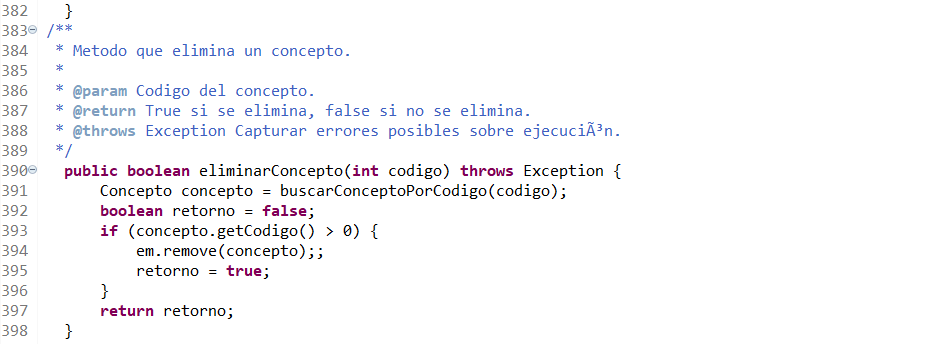 382    }
383 /**
384  * Metodo que elimina un concepto.
385  *
386  * @param Codigo del concepto.
387  * @return True si se elimina, false si no se elimina.
388  * @throws Exception Capturar errores posibles sobre ejecuciÃ³n.
389  */
390  public boolean eliminarConcepto(int codigo) throws Exception {
391      Concepto concepto = buscarConceptoPorCodigo(codigo);
392      boolean retorno = false;
393      if (concepto.getCodigo() > 0) {
394          em.remove(concepto);;
395          retorno = true;
396      }
397      return retorno;
398  }